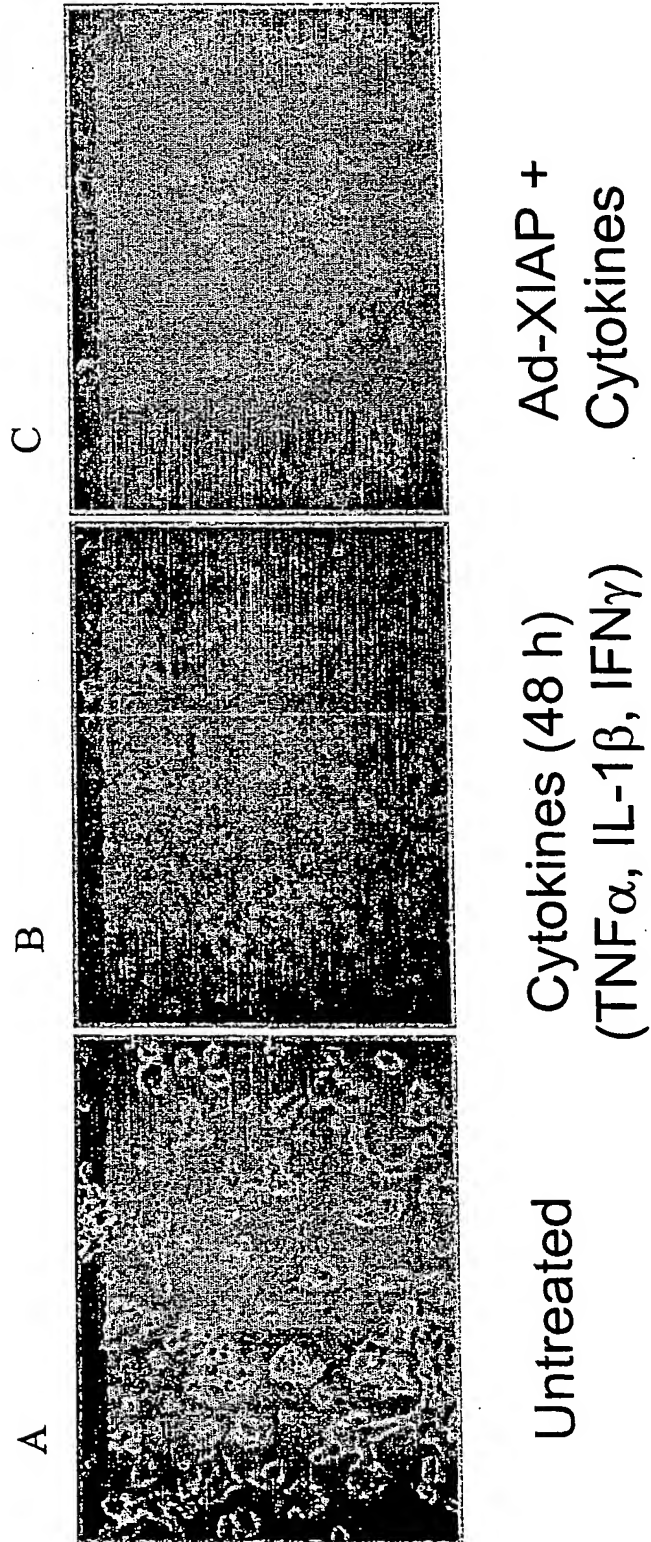 A
B
C
Untreated
Cytokines (48 h)
(TNFα, IL-1β, IFNγ)
Ad-XIAP +
Cytokines